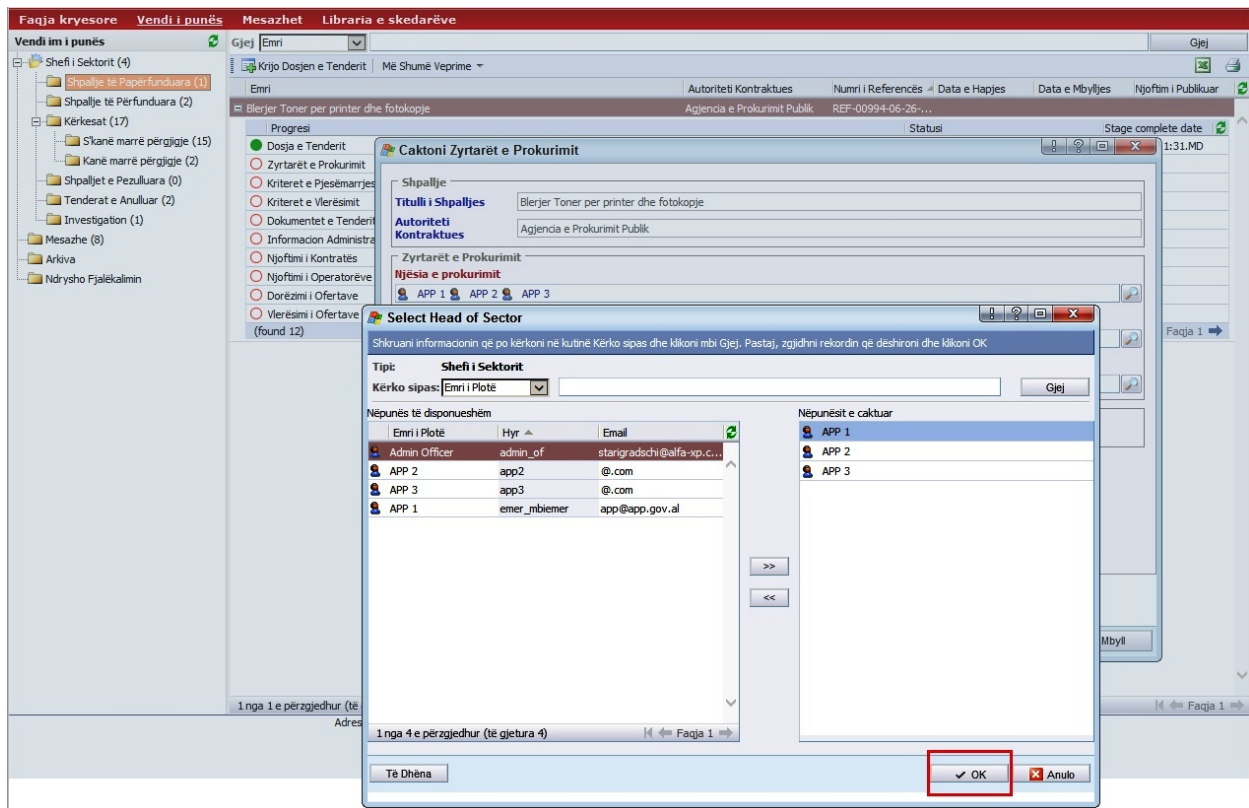 Faqja kryesore Vendi i punës Mesazhet Libraria e skedarëve
Vendi im i punës
Gjej Emri Gjej
Shefi i Sektorit (4)
Shpallje të Papërfunduara (1)
Shpallje të Përfunduara (2)
Kërkesat (17)
S'kanë marrë përgjigje (15)
Kanë marrë përgjigje (2)
Shpalljet e Pezulluara (0)
Tenderat e Anulluar (2)
Investigation (1)
Mesazhe (8)
Arkiva
Ndrysho Fjalëkalimin
Krijo Dosjen e Tenderit Më Shumë Veprime
Emri Autoriteti Kontraktues Numri i Referencës Data e Hapjes Data e Mbylljes Njoftim i Publikuar
Blerjer Toner per printer dhe fotokopje Agjencia e Prokurimit Publik REF-00994-06-26-...
Progresi Statusi Stage complete date
Dosja e Tenderit 1:31.MD
Zyrtarët e Prokurimit
Kriteret e Pjesëmarrjes
Kriteret e Vlerësimit
Dokumentet e Tenderit
Informacion Administra
Njoftimi i Kontratës
Njoftimi i Operatorëve
Dorëzimi i Ofertave
Vlerësimi i Ofertave
(found 12) Faqja 1
Caktoni Zyrtarët e Prokurimit
Shpallje
Titulli i Shpalljes Blerjer Toner per printer dhe fotokopje
Autoriteti Kontraktues Agjencia e Prokurimit Publik
Zyrtarët e Prokurimit
Njësia e prokurimit
APP 1 APP 2 APP 3
Mbyll
Select Head of Sector
Shkruani informacionin që po kërkoni në kutinë Kërko sipas dhe klikoni mbi Gjej. Pastaj, zgjidhni rekordin që dëshironi dhe klikoni OK
Tipi: Shefi i Sektorit
Kërko sipas: Emri i Plotë Gjej
Nëpunës të disponueshëm
Emri i Plotë Hyr Email
Admin Officer admin_of starigradschi@alfa-xp.c...
APP 2 app2 @.com
APP 3 app3 @.com
APP 1 emer_mbiemer app@app.gov.al
>>
<<
Nëpunësit e caktuar
APP 1
APP 2
APP 3
1 nga 4 e përzgjedhur (të gjetura 4) Faqja 1
Të Dhëna OK Anulo
1 nga 1 e përzgjedhur (të Faqja 1
Adres